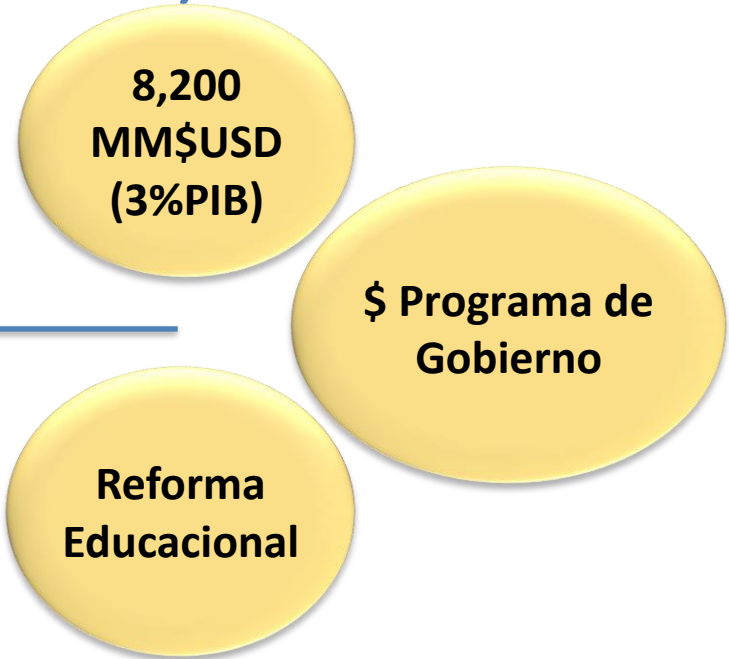 8,200
MM$USD
(3%PIB)
$ Programa de
Gobierno
Reforma
Educacional